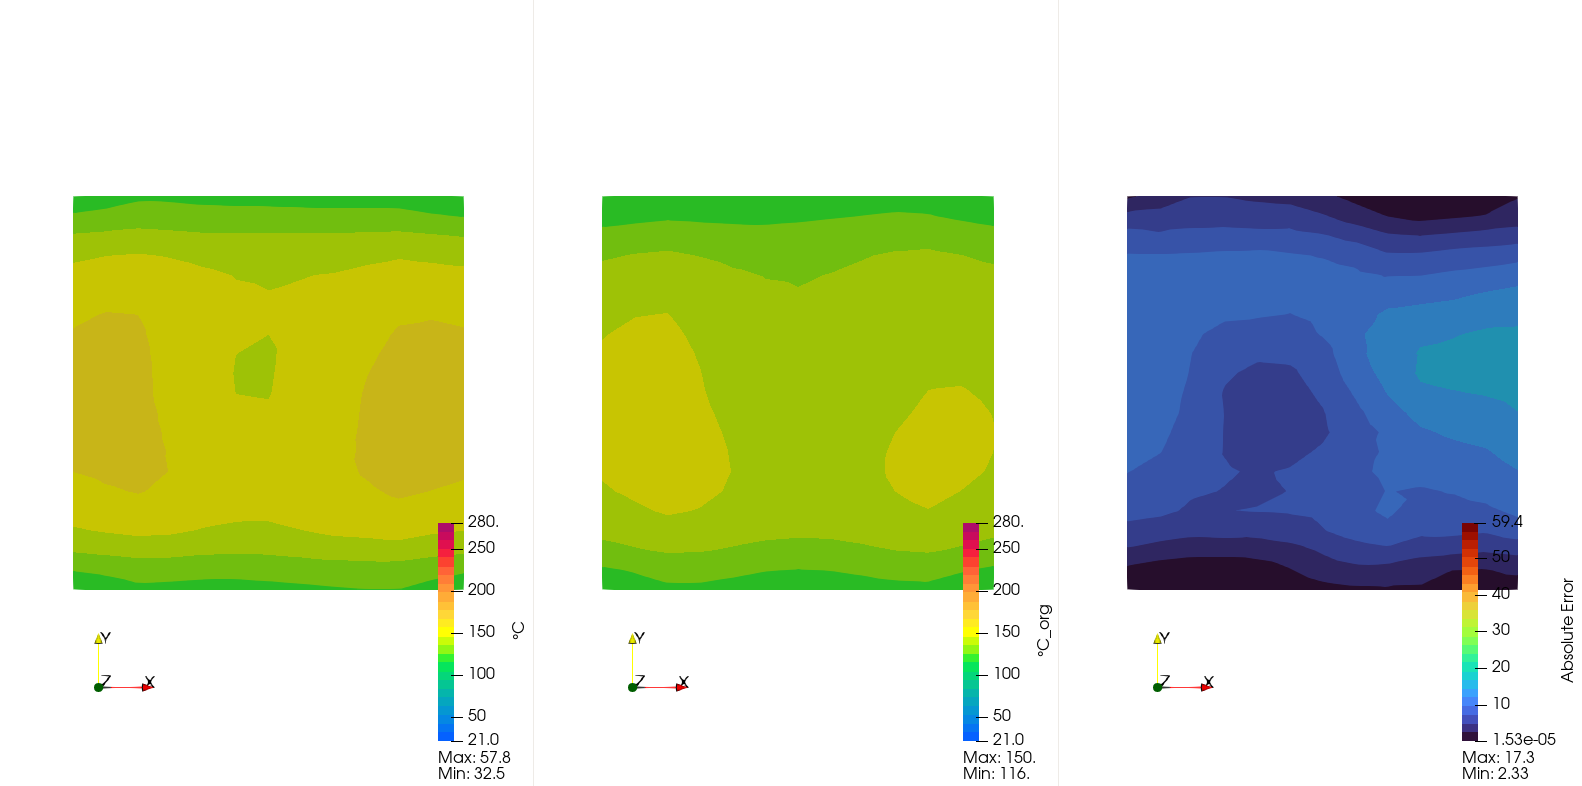 280.
250
200
150
100
50
21.0
°C
Max: 57.8
Min: 32.5
Y
Z
X
280.
250
200
150
100
50
21.0
°C_org
Max: 150.
Min: 116.
Y
Z
X
59.4
50
40
30
20
10
1.53e-05
Absolute Error
Max: 17.3
Min: 2.33
Y
Z
X